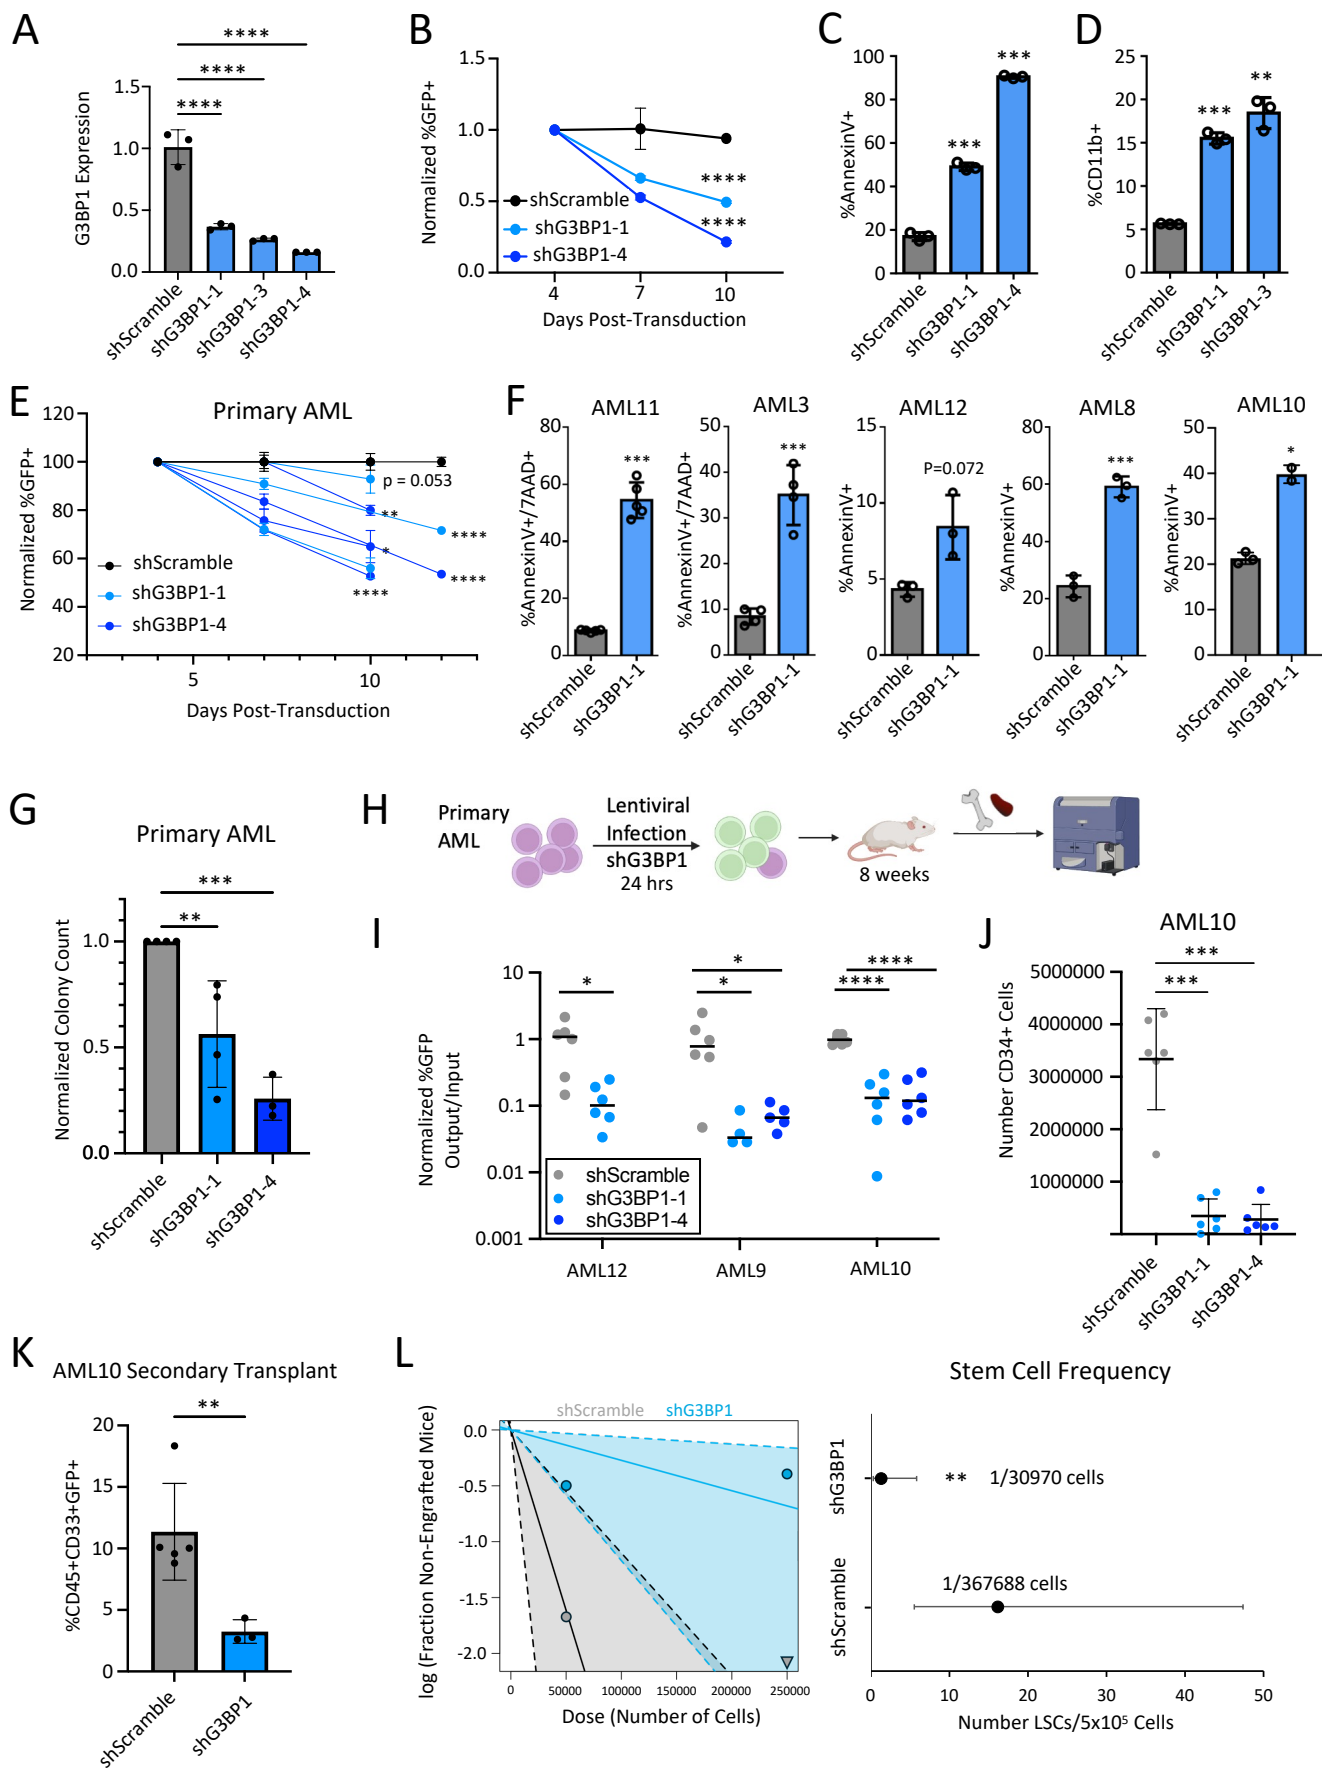 A
****
****
****
1.5
1.0
0.5
0.0
G3BP1 Expression
shScramble
shG3BP1-1
shG3BP1-3
shG3BP1-4
B
1.5
1.0
0.5
1.0
Normalized %GFP+
****
****
shScramble
shG3BP1-1
shG3BP1-4
4
7
10
Days Post-Transduction
C
100
80
60
40
20
0
%AnnexinV+
***
***
shScramble
shG3BP1-1
shG3BP1-4
D
25
20
15
10
5
0
%CD11b+
***
**
shScramble
shG3BP1-1
shG3BP1-3
E
Primary AML
120
100
80
60
40
20
Normalized %GFP+
p = 0.053
**
****
*
****
****
shScramble
shG3BP1-1
shG3BP1-4
5
10
Days Post-Transduction
F
AML11
80
60
40
20
0
%AnnexinV+/7AAD+
***
shScramble
shG3BP1-1
AML3
50
40
30
20
10
0
%AnnexinV+/7AAD+
***
shScramble
shG3BP1-1
AML12
15
10
5
0
%AnnexinV+
P=0.072
shScramble
shG3BP1-1
AML8
80
60
40
20
0
%AnnexinV+
***
shScramble
shG3BP1-1
AML10
50
40
30
20
10
0
%AnnexinV+
*
shScramble
shG3BP1-1
G
Primary AML
***
**
1.0
0.5
0.0
Normalized Colony Count
shScramble
shG3BP1-1
shG3BP1-4
H
Primary
AML
Lentiviral
Infection
shG3BP1
24 hrs
8 weeks
I
10
1
0.1
0.01
0.001
Normalized %GFP
Output/Input
*
*
*
****
****
shScramble
shG3BP1-1
shG3BP1-4
AML12
AML9
AML10
J
AML10
***
***
5000000
4000000
3000000
2000000
1000000
Number CD34+ Cells
shScramble
shG3BP1-1
shG3BP1-4
K
AML10 Secondary Transplant
**
20
15
10
5
0
%CD45+CD33+GFP+
shScramble
shG3BP1
L
shScramble
shG3BP1
0.0
-0.5
-1.0
-1.5
-2.0
log (Fraction Non-Engrafted Mice)
0
50000
100000
150000
200000
250000
Dose (Number of Cells)
Stem Cell Frequency
shG3BP1
** 1/30970 cells
shScramble
1/367688 cells
0
10
20
30
40
50
Number LSCs/5x10⁵ Cells